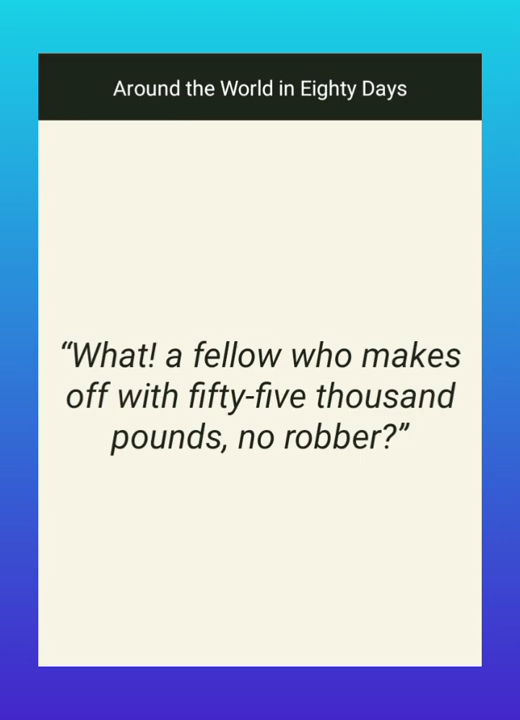 Around the World in Eighty Days
“What! a fellow who makes
off with fifty-five thousand
pounds, no robber?”